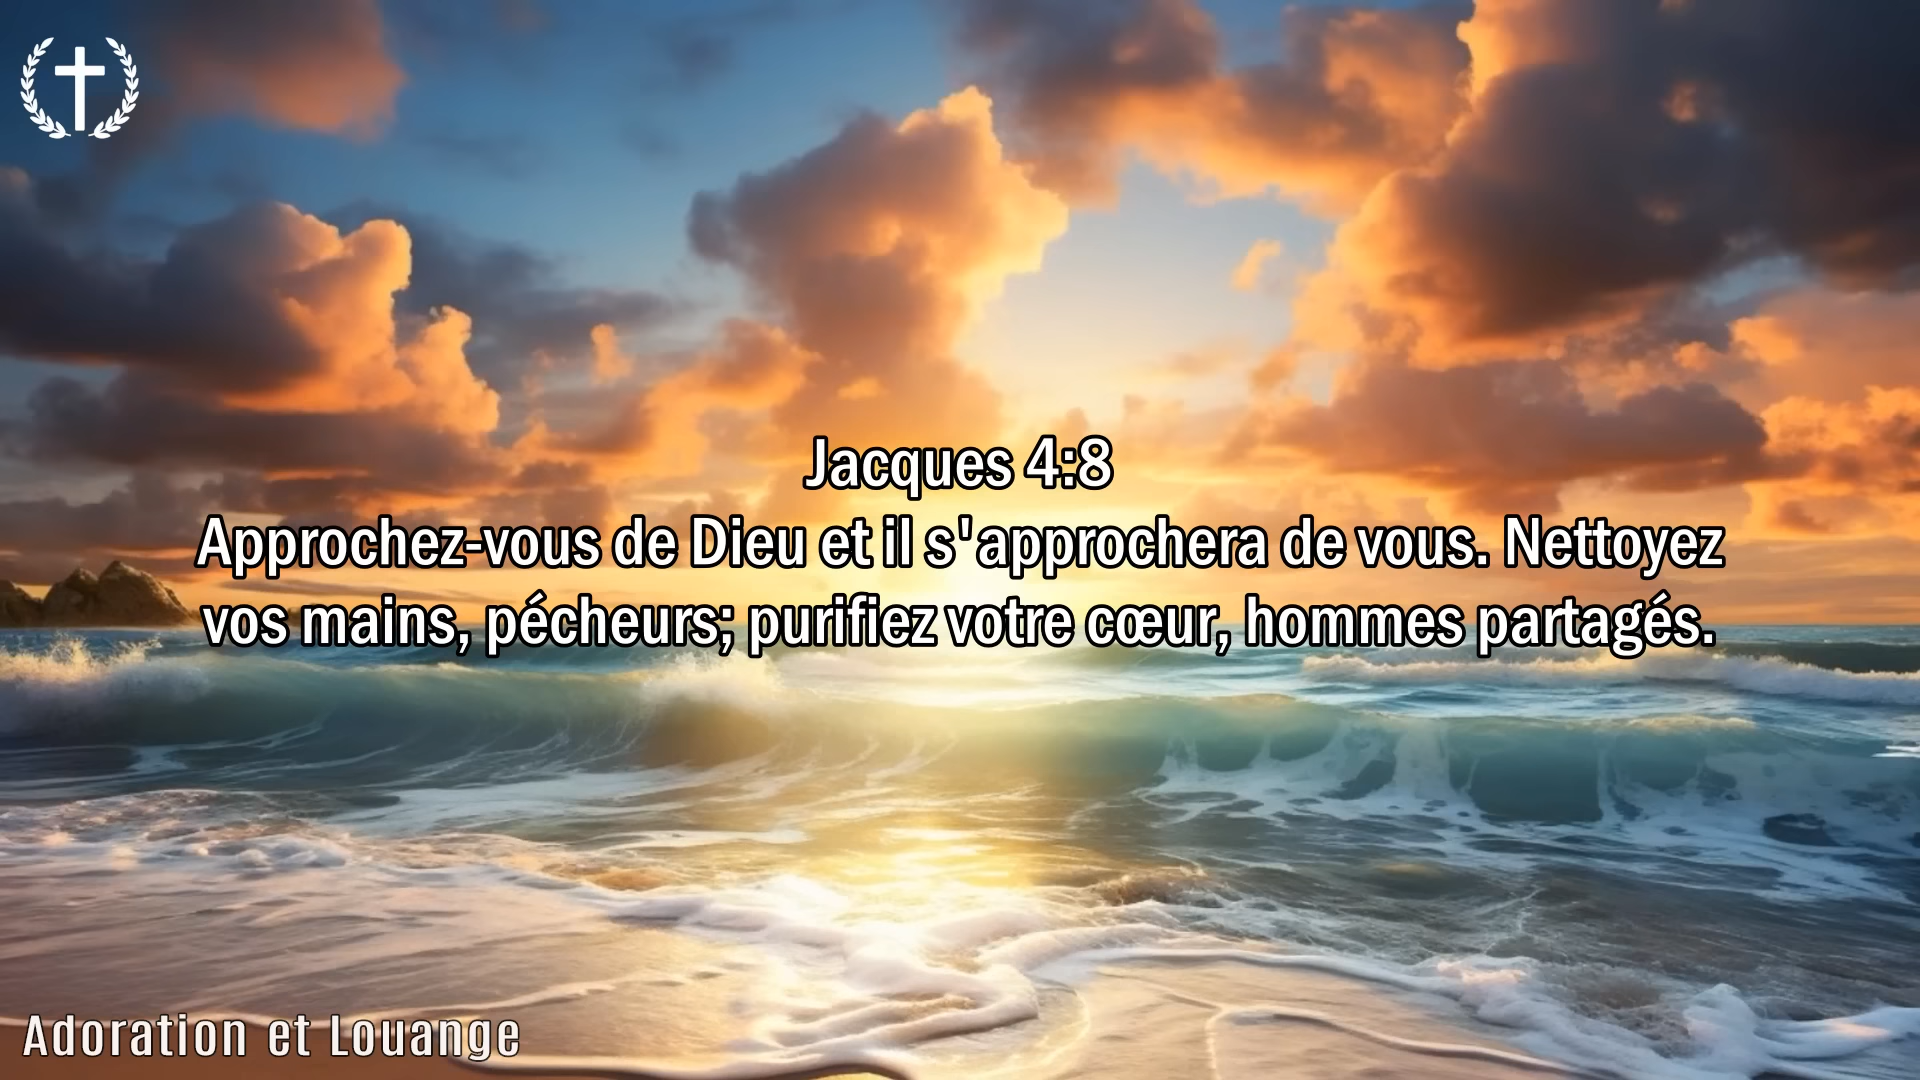 Jacques 4:8
Approchez-vous de Dieu et il s'approchera de vous. Nettoyez
vos mains, pécheurs; purifiez votre cœur, hommes partagés.
Adoration et Louange